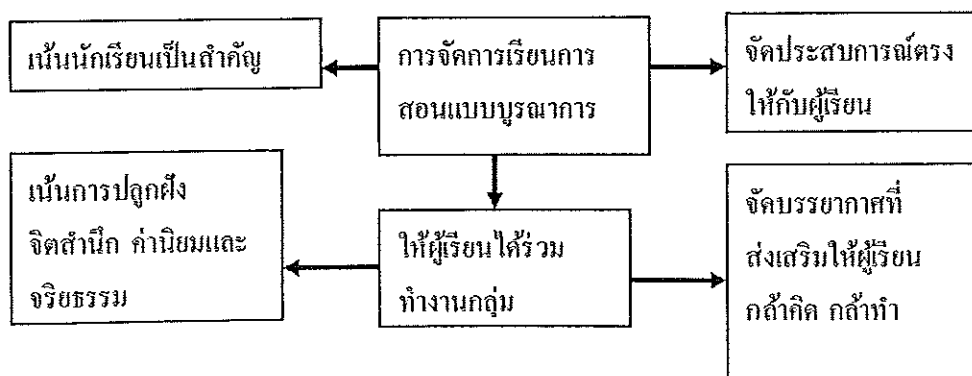 เน้นนักเรียนเป็นสำคัญ
การจัดการเรียนการ
สอนแบบบูรณาการ
จัดประสบการณ์ตรง
ให้กับผู้เรียน
เน้นการปลูกฝัง
จิตสำนึก ค่านิยมและ
จริยธรรม
ให้ผู้เรียนได้ร่วม
ทำงานกลุ่ม
จัดบรรยากาศที่
ส่งเสริมให้ผู้เรียน
กล้าคิด กล้าทำ